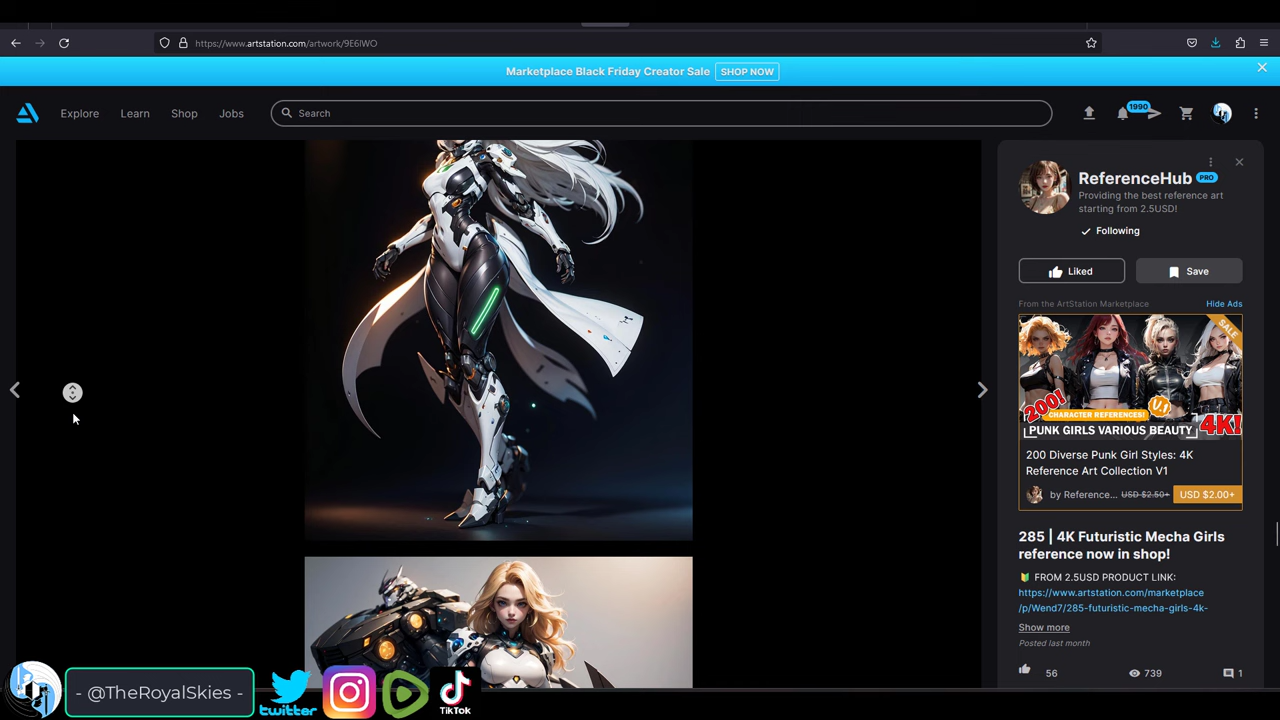 https://www.artstation.com/artwork/9E6lWO
Marketplace Black Friday Creator Sale SHOP NOW
Explore Learn Shop Jobs Search 1990
ReferenceHub PRO
Providing the best reference art
starting from 2.5USD!
Following
Liked Save
From the ArtStation Marketplace Hide Ads
SALE
200!
CHARACTER REFERENCES! V.1
PUNK GIRLS VARIOUS BEAUTY 4K!
200 Diverse Punk Girl Styles: 4K
Reference Art Collection V1
by Reference... USD $2.50+ USD $2.00+
285 | 4K Futuristic Mecha Girls
reference now in shop!
FROM 2.5USD PRODUCT LINK:
https://www.artstation.com/marketplace
/p/Wend7/285-futuristic-mecha-girls-4k-
Show more
Posted last month
56 739 1
- @TheRoyalSkies -
twitter
TikTok